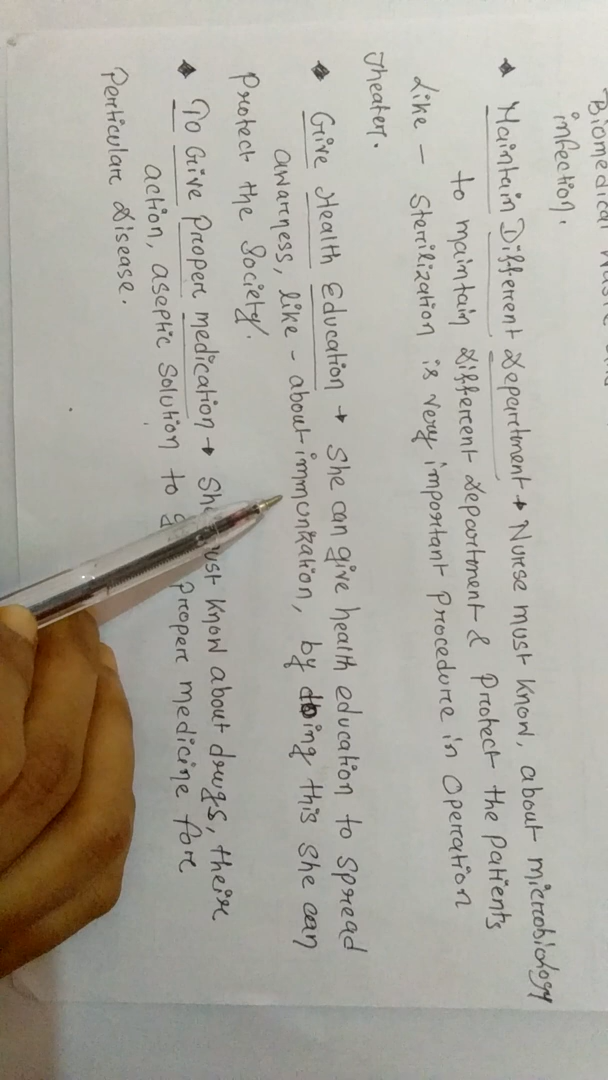 Biomedical
infection.
◆ Maintain Different Department → Nurse must know, about microbiology
to maintain different department & protect the patients
Like - Sterilization is very important procedure in operation
Theater.
◆ Give Health Education → She can give health education to spread
awareness, like - about immunization, by doing this she can
protect the Society.
◆ To Give proper medication → She must know about drugs, their
action, aseptic solution to proper medicine fore
Perticular disease.